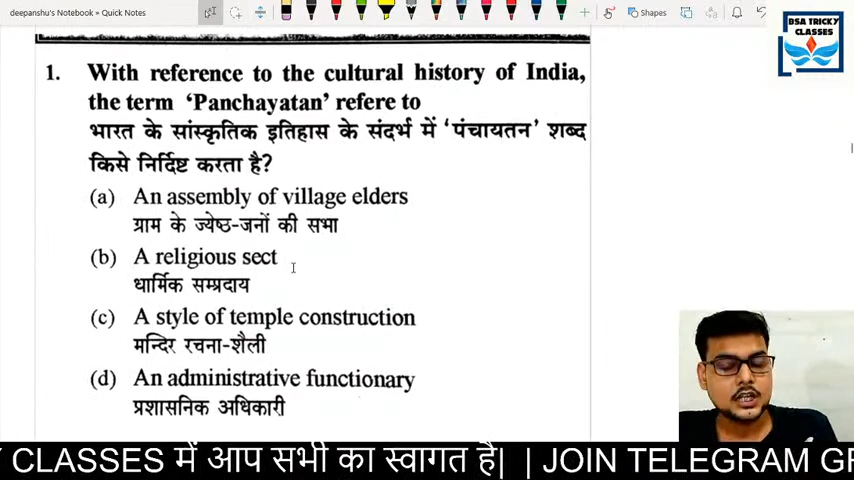 deepanshu's Notebook » Quick Notes
Shapes
BSA TRICKY
CLASSES
1. With reference to the cultural history of India,
the term ‘Panchayatan’ refere to
भारत के सांस्कृतिक इतिहास के संदर्भ में ‘पंचायतन’ शब्द
किसे निर्दिष्ट करता है?
(a) An assembly of village elders
ग्राम के ज्येष्ठ-जनों की सभा
(b) A religious sect
धार्मिक सम्प्रदाय
(c) A style of temple construction
मन्दिर रचना-शैली
(d) An administrative functionary
प्रशासनिक अधिकारी
Y CLASSES में आप सभी का स्वागत है| | JOIN TELEGRAM GR